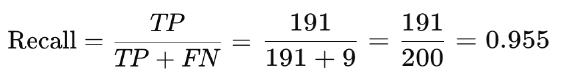 Recall = TP / (TP + FN) = 191 / (191 + 9) = 191 / 200 = 0.955